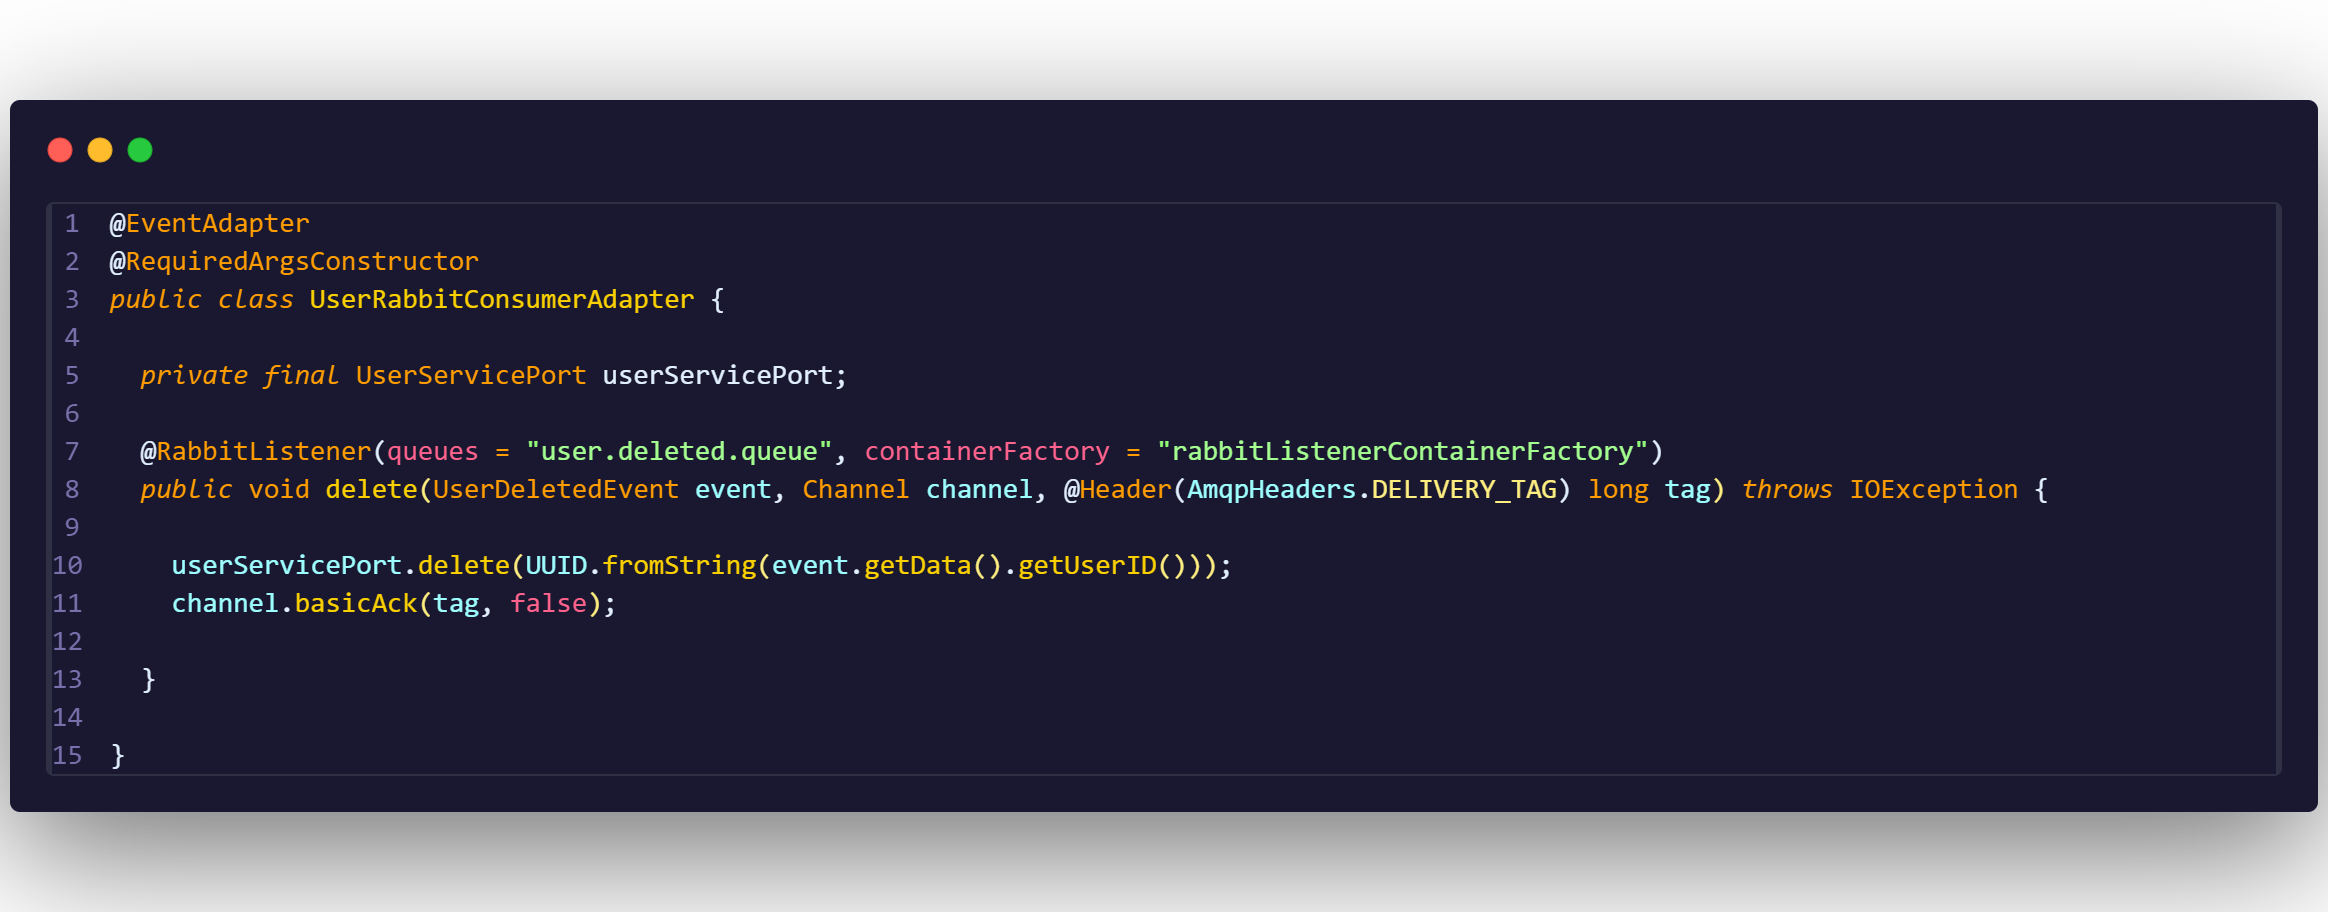 1 @EventAdapter
2 @RequiredArgsConstructor
3 public class UserRabbitConsumerAdapter {
4
5 private final UserServicePort userServicePort;
6
7 @RabbitListener(queues = "user.deleted.queue", containerFactory = "rabbitListenerContainerFactory")
8 public void delete(UserDeletedEvent event, Channel channel, @Header(AmqpHeaders.DELIVERY_TAG) long tag) throws IOException {
9
10 userServicePort.delete(UUID.fromString(event.getData().getUserID()));
11 channel.basicAck(tag, false);
12
13 }
14
15 }